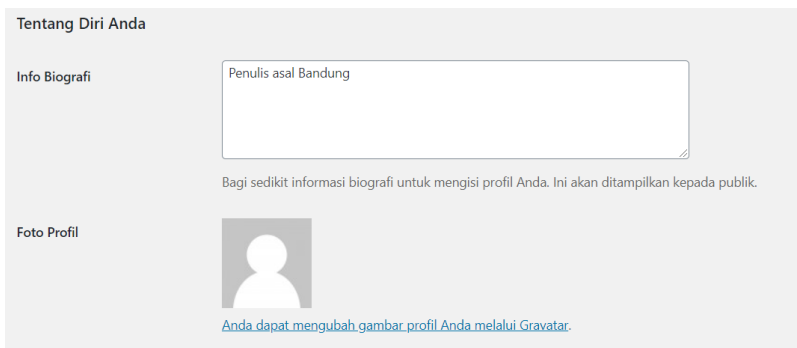 Tentang Diri Anda
Info Biografi
Penulis asal Bandung
Bagi sedikit informasi biografi untuk mengisi profil Anda. Ini akan ditampilkan kepada publik.
Foto Profil
Anda dapat mengubah gambar profil Anda melalui Gravatar.